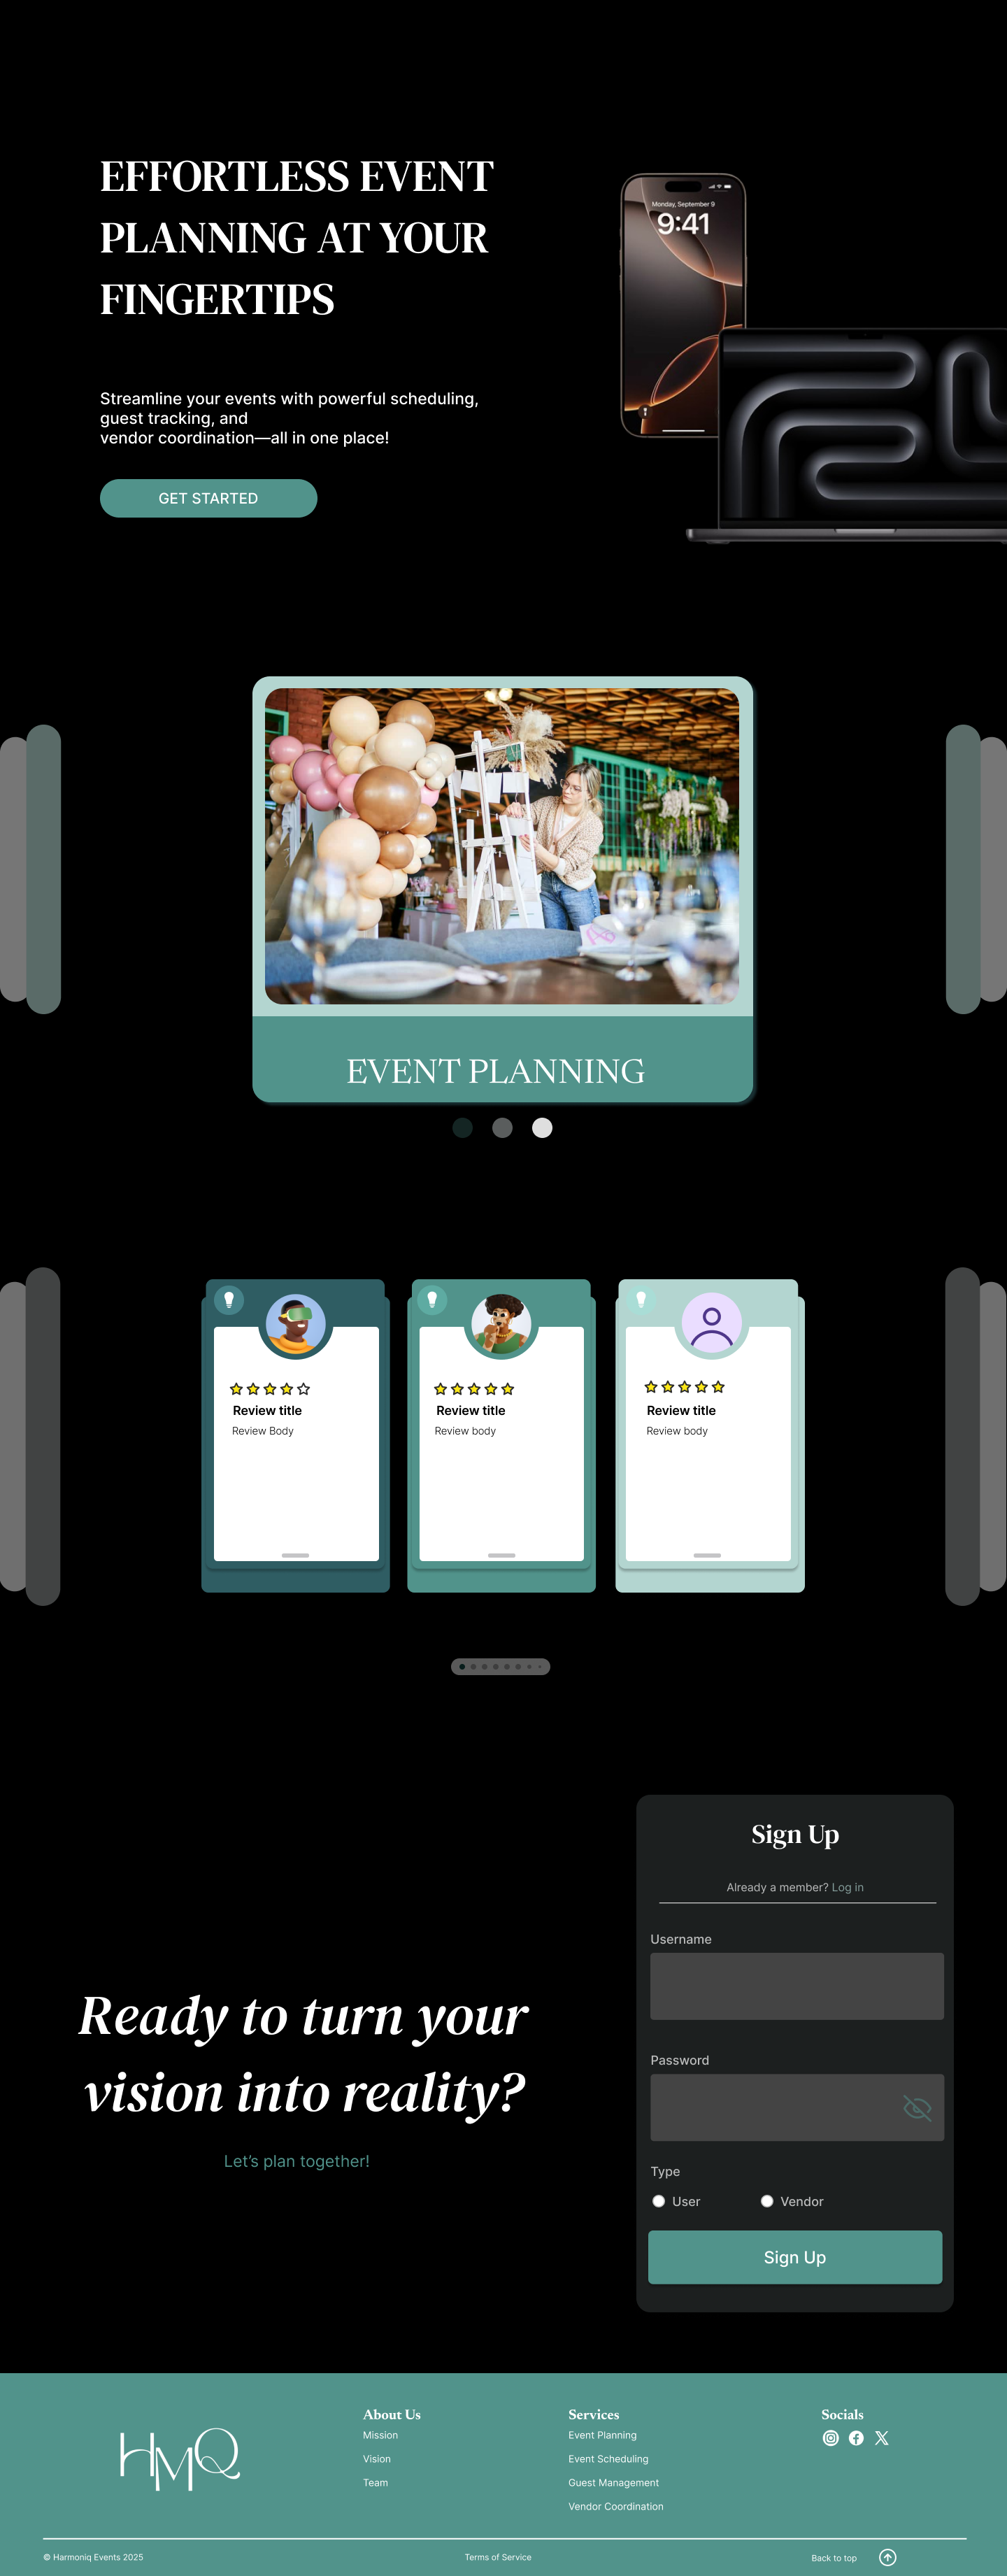 EFFORTLESS EVENT
PLANNING AT YOUR
FINGERTIPS
Monday, September 9
9:41
Streamline your events with powerful scheduling,
guest tracking, and
vendor coordination—all in one place!
GET STARTED
EVENT PLANNING
Review title
Review Body
Review title
Review body
Review title
Review body
Sign Up
Already a member? Log in
Username
Password
Type
User
Vendor
Sign Up
Ready to turn your
vision into reality?
Let’s plan together!
HMQ
About Us
Mission
Vision
Team
Services
Event Planning
Event Scheduling
Guest Management
Vendor Coordination
Socials
© Harmoniq Events 2025
Terms of Service
Back to top